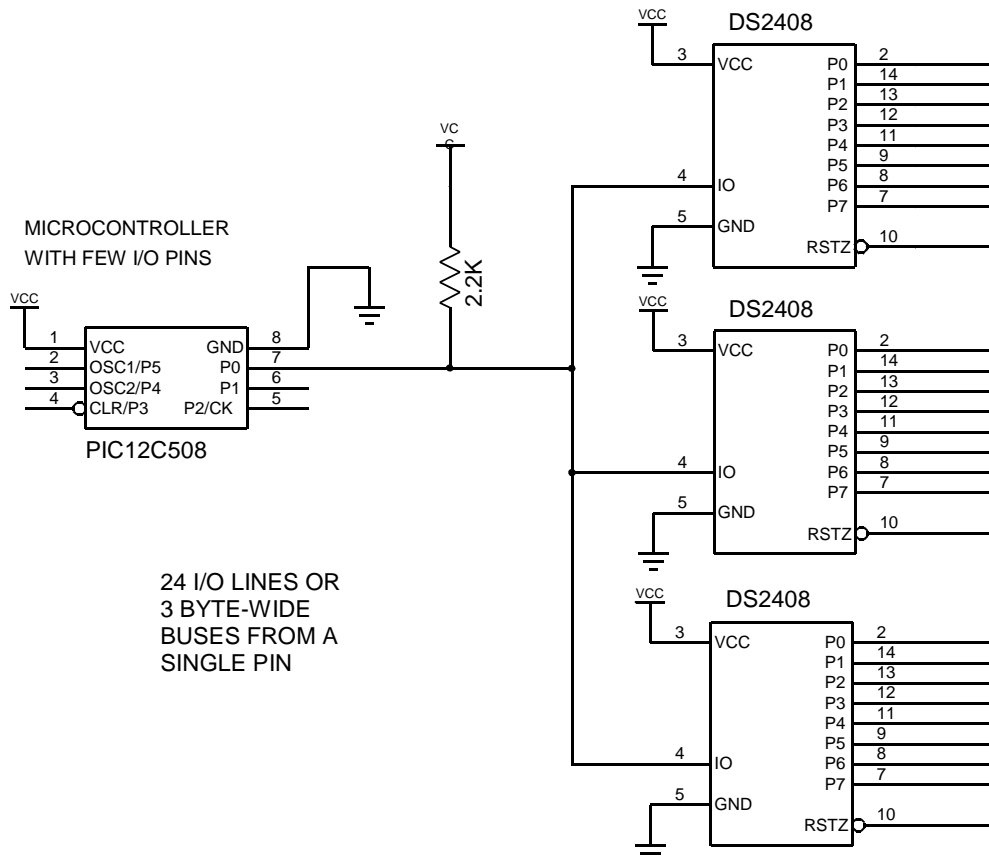 VCC
DS2408
3
VCC
P0
2
P1
14
P2
13
P3
12
P4
11
P5
9
P6
8
P7
7
4
IO
5
GND
RSTZ
10
VC
C
2.2K
MICROCONTROLLER
WITH FEW I/O PINS
VCC
1
VCC
GND
8
2
OSC1/P5
P0
7
3
OSC2/P4
P1
6
4
CLR/P3
P2/CK
5
PIC12C508
VCC
DS2408
3
VCC
P0
2
P1
14
P2
13
P3
12
P4
11
P5
9
P6
8
P7
7
4
IO
5
GND
RSTZ
10
24 I/O LINES OR
3 BYTE-WIDE
BUSES FROM A
SINGLE PIN
VCC
DS2408
3
VCC
P0
2
P1
14
P2
13
P3
12
P4
11
P5
9
P6
8
P7
7
4
IO
5
GND
RSTZ
10